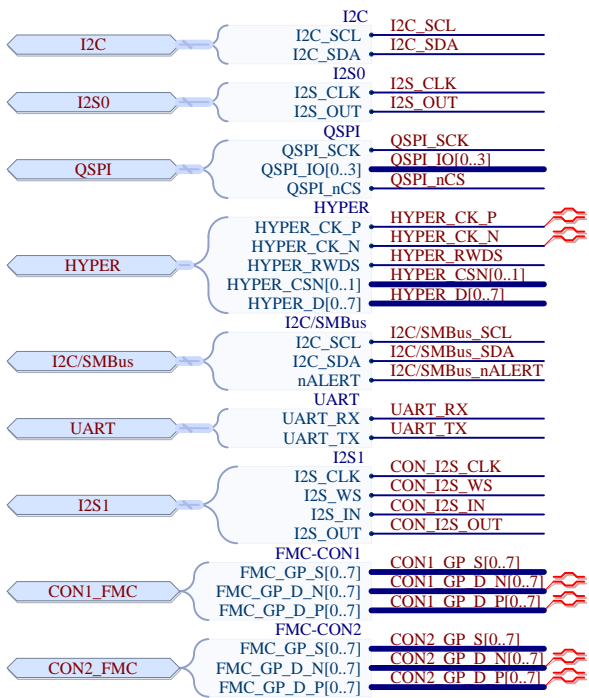 I2C
I2C I2C_SCL I2C_SCL
I2C_SDA I2C_SDA
I2S0
I2S0 I2S_CLK I2S_CLK
I2S_OUT I2S_OUT
QSPI
QSPI_SCK QSPI_SCK
QSPI QSPI_IO[0..3] QSPI_IO[0..3]
QSPI_nCS QSPI_nCS
HYPER
HYPER_CK_P HYPER_CK_P
HYPER_CK_N HYPER_CK_N
HYPER HYPER_RWDS HYPER_RWDS
HYPER_CSN[0..1] HYPER_CSN[0..1]
HYPER_D[0..7] HYPER_D[0..7]
I2C/SMBus
I2C_SCL I2C/SMBus_SCL
I2C/SMBus I2C_SDA I2C/SMBus_SDA
nALERT I2C/SMBus_nALERT
UART
UART UART_RX UART_RX
UART_TX UART_TX
I2S1
I2S_CLK CON_I2S_CLK
I2S1 I2S_WS CON_I2S_WS
I2S_IN CON_I2S_IN
I2S_OUT CON_I2S_OUT
FMC-CON1
FMC_GP_S[0..7] CON1_GP_S[0..7]
CON1_FMC FMC_GP_D_N[0..7] CON1_GP_D_N[0..7]
FMC_GP_D_P[0..7] CON1_GP_D_P[0..7]
FMC-CON2
FMC_GP_S[0..7] CON2_GP_S[0..7]
CON2_FMC FMC_GP_D_N[0..7] CON2_GP_D_N[0..7]
FMC_GP_D_P[0..7] CON2_GP_D_P[0..7]